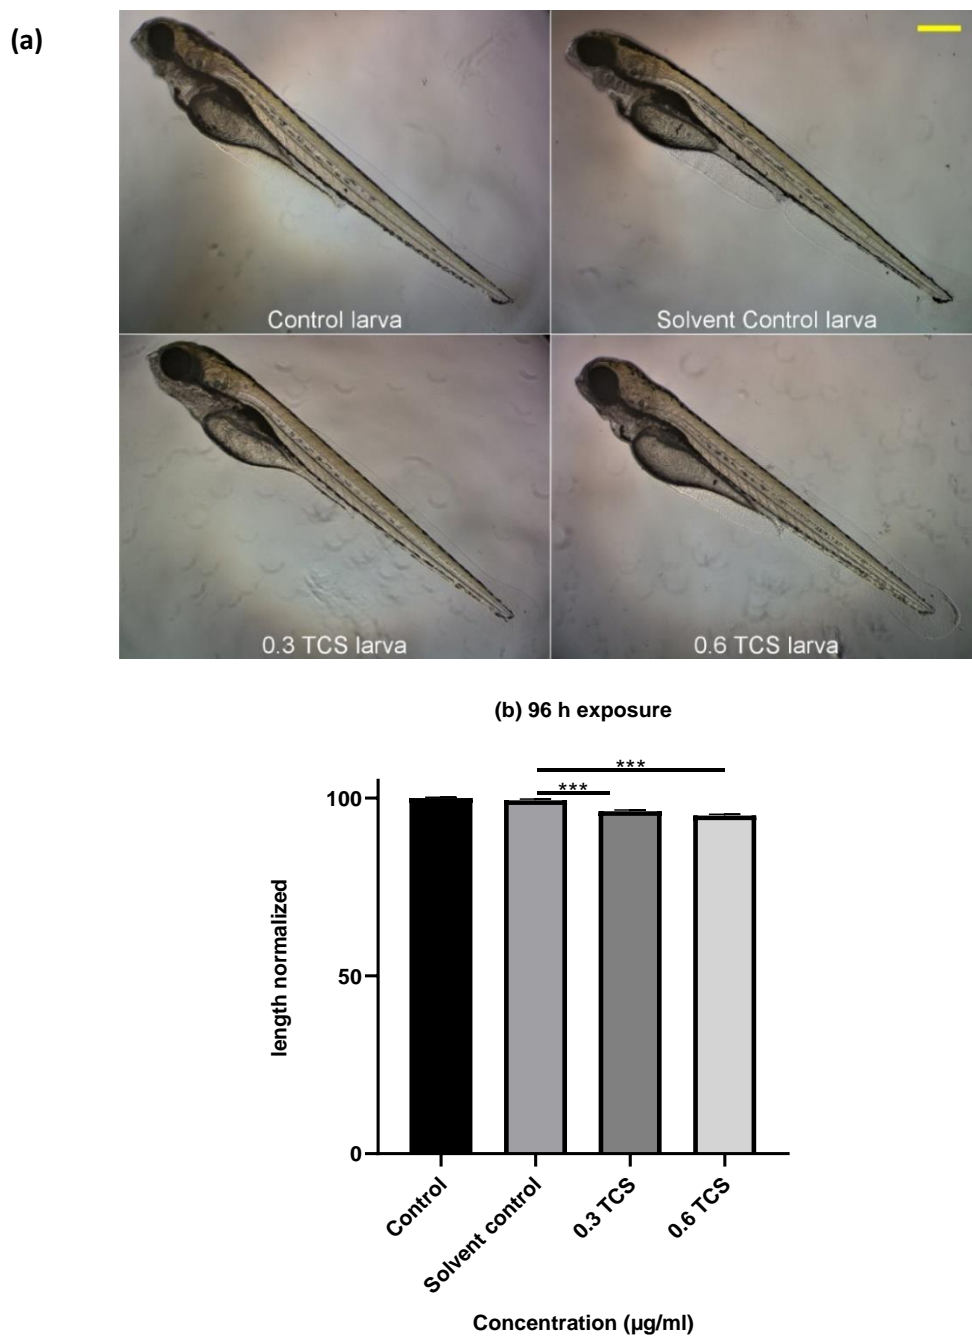 (a)
Control larva
Solvent Control larva
0.3 TCS larva
0.6 TCS larva
(b) 96 h exposure
***
***
100
50
0
length normalized
Control
Solvent control
0.3 TCS
0.6 TCS
Concentration (µg/ml)